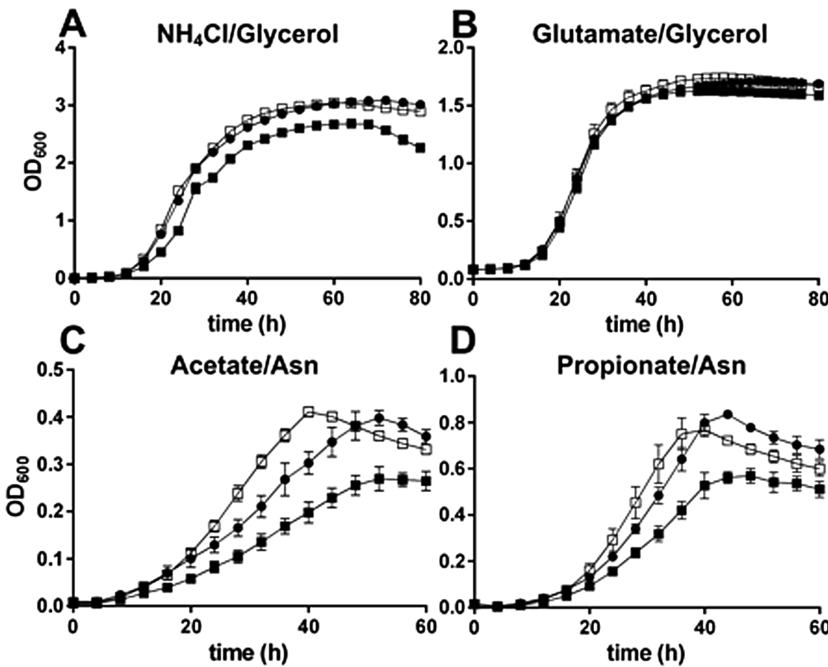 A
NH₄Cl/Glycerol
4
3
2
1
0
OD₆₀₀
0 20 40 60 80
time (h)
B
Glutamate/Glycerol
2.0
1.5
1.0
0.5
0.0
0 20 40 60 80
time (h)
C
Acetate/Asn
0.5
0.4
0.3
0.2
0.1
0.0
OD₆₀₀
0 20 40 60
time (h)
D
Propionate/Asn
1.0
0.8
0.6
0.4
0.2
0.0
0 20 40 60
time (h)